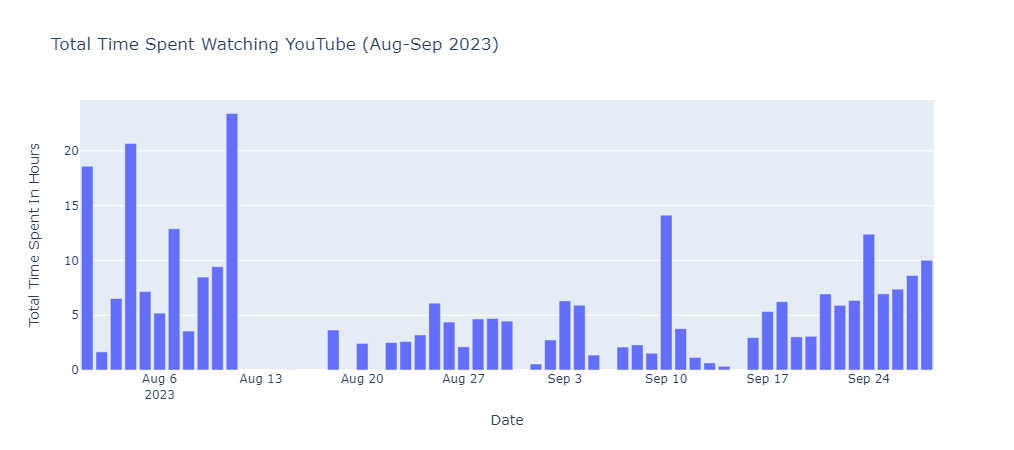 Total Time Spent Watching YouTube (Aug-Sep 2023)
Total Time Spent In Hours
20
15
10
5
0
Aug 6 Aug 13 Aug 20 Aug 27 Sep 3 Sep 10 Sep 17 Sep 24
2023
Date